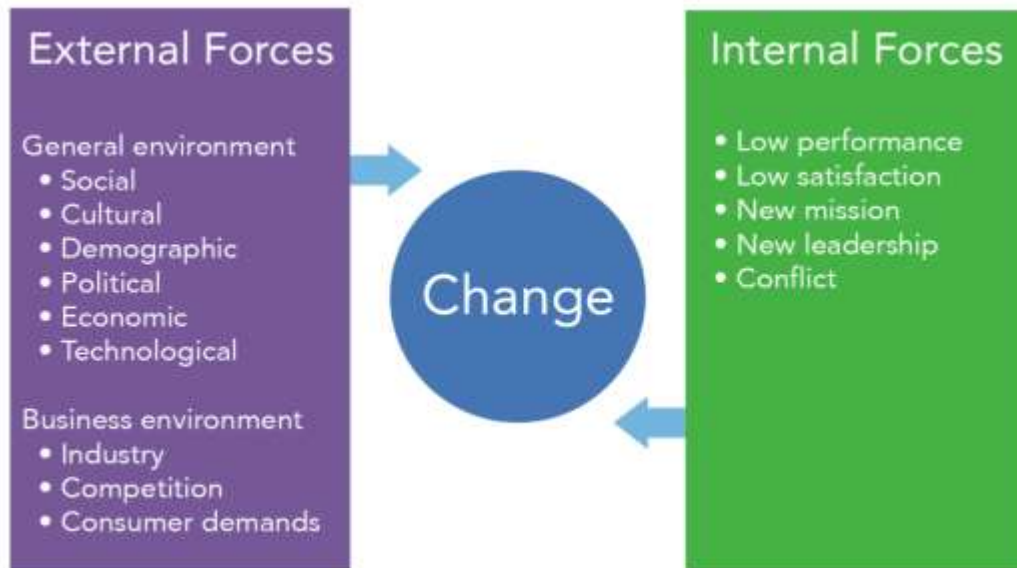 External Forces
General environment
• Social
• Cultural
• Demographic
• Political
• Economic
• Technological
Business environment
• Industry
• Competition
• Consumer demands
Change
Internal Forces
• Low performance
• Low satisfaction
• New mission
• New leadership
• Conflict